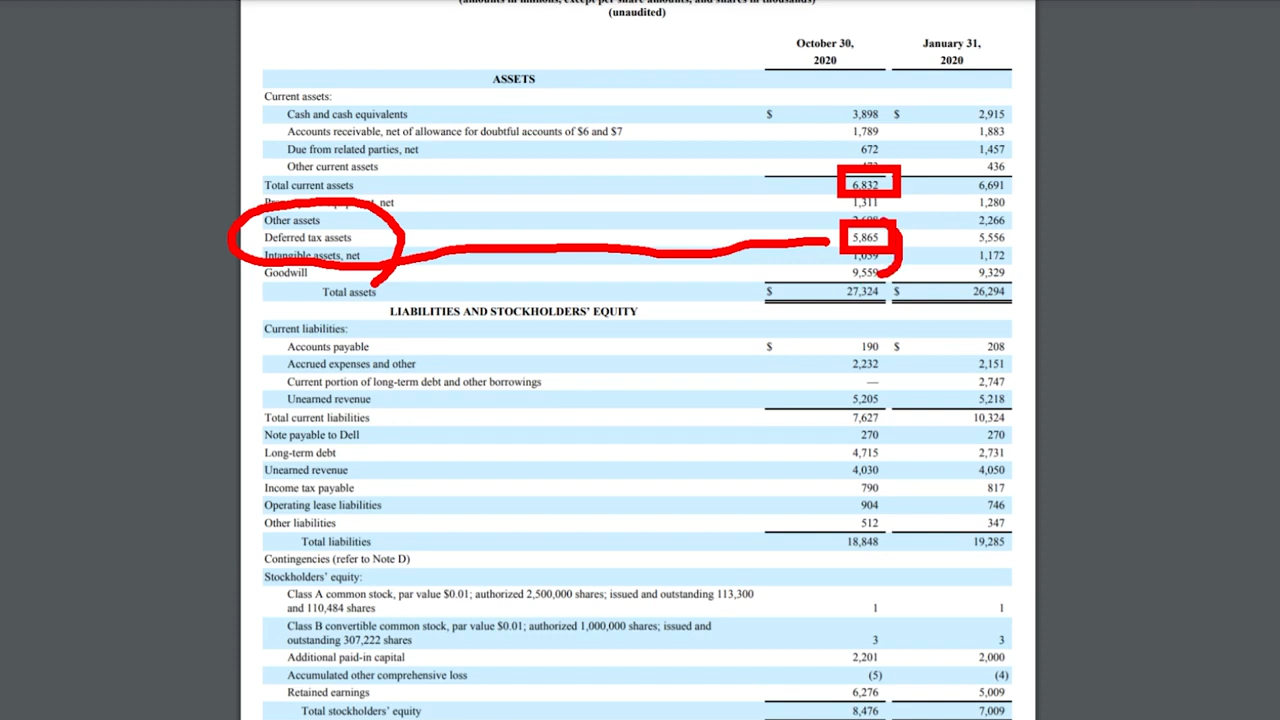 (unaudited)
October 30, 2020 January 31, 2020
ASSETS
Current assets:
Cash and cash equivalents $ 3,898 $ 2,915
Accounts receivable, net of allowance for doubtful accounts of $6 and $7 1,789 1,883
Due from related parties, net 672 1,457
Other current assets 436
Total current assets 6,832 6,691
net 1,311 1,280
Other assets 2,266
Deferred tax assets 5,865 5,556
Intangible assets, net 1,059 1,172
Goodwill 9,559 9,329
Total assets $ 27,324 $ 26,294
LIABILITIES AND STOCKHOLDERS' EQUITY
Current liabilities:
Accounts payable $ 190 $ 208
Accrued expenses and other 2,232 2,151
Current portion of long-term debt and other borrowings — 2,747
Unearned revenue 5,205 5,218
Total current liabilities 7,627 10,324
Note payable to Dell 270 270
Long-term debt 4,715 2,731
Unearned revenue 4,030 4,050
Income tax payable 790 817
Operating lease liabilities 904 746
Other liabilities 512 347
Total liabilities 18,848 19,285
Contingencies (refer to Note D)
Stockholders' equity:
Class A common stock, par value $0.01; authorized 2,500,000 shares; issued and outstanding 113,300
and 110,484 shares 1 1
Class B convertible common stock, par value $0.01; authorized 1,000,000 shares; issued and
outstanding 307,222 shares 3 3
Additional paid-in capital 2,201 2,000
Accumulated other comprehensive loss (5) (4)
Retained earnings 6,276 5,009
Total stockholders' equity 8,476 7,009